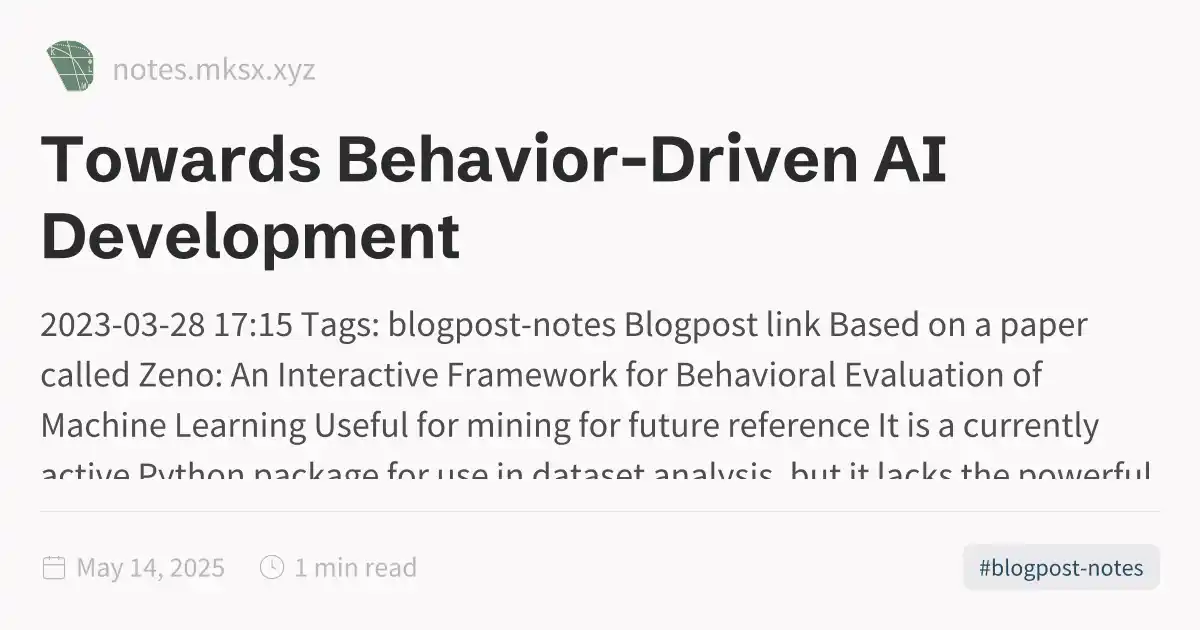 notes.mksx.xyz
Towards Behavior-Driven AI
Development
2023-03-28 17:15 Tags: blogpost-notes Blogpost link Based on a paper
called Zeno: An Interactive Framework for Behavioral Evaluation of
Machine Learning Useful for mining for future reference It is a currently
active Python package for use in dataset analysis, but it lacks the powerful
May 14, 2025
1 min read
#blogpost-notes